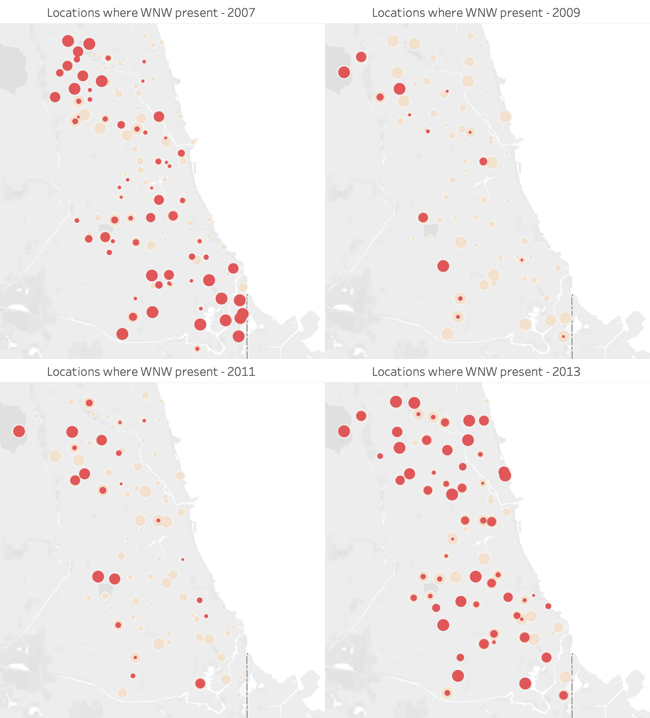 Locations where WNW present - 2007
Locations where WNW present - 2009
Locations where WNW present - 2011
Locations where WNW present - 2013